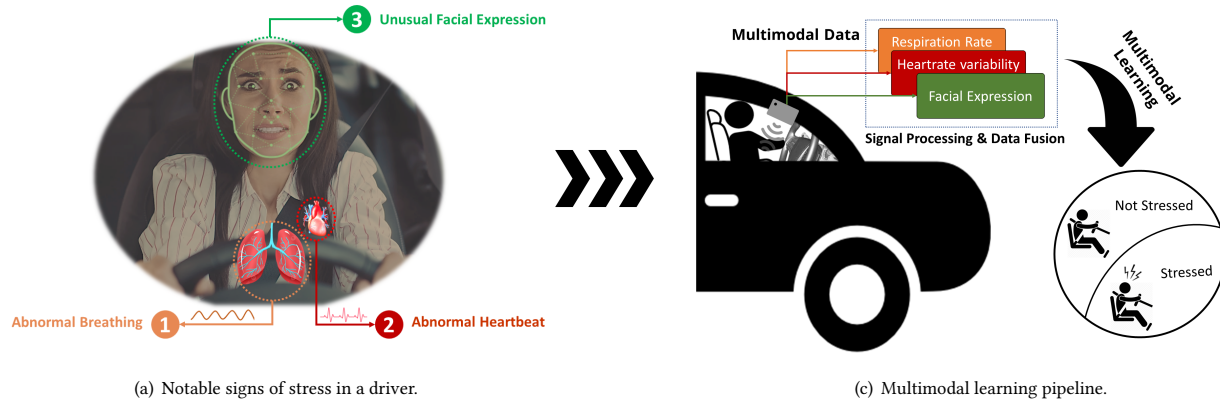 3 Unusual Facial Expression
Abnormal Breathing 1
2 Abnormal Heartbeat
(a) Notable signs of stress in a driver.
Multimodal Data
Respiration Rate
Heartrate variability
Facial Expression
Signal Processing & Data Fusion
Multimodal
Learning
Not Stressed
Stressed
(c) Multimodal learning pipeline.